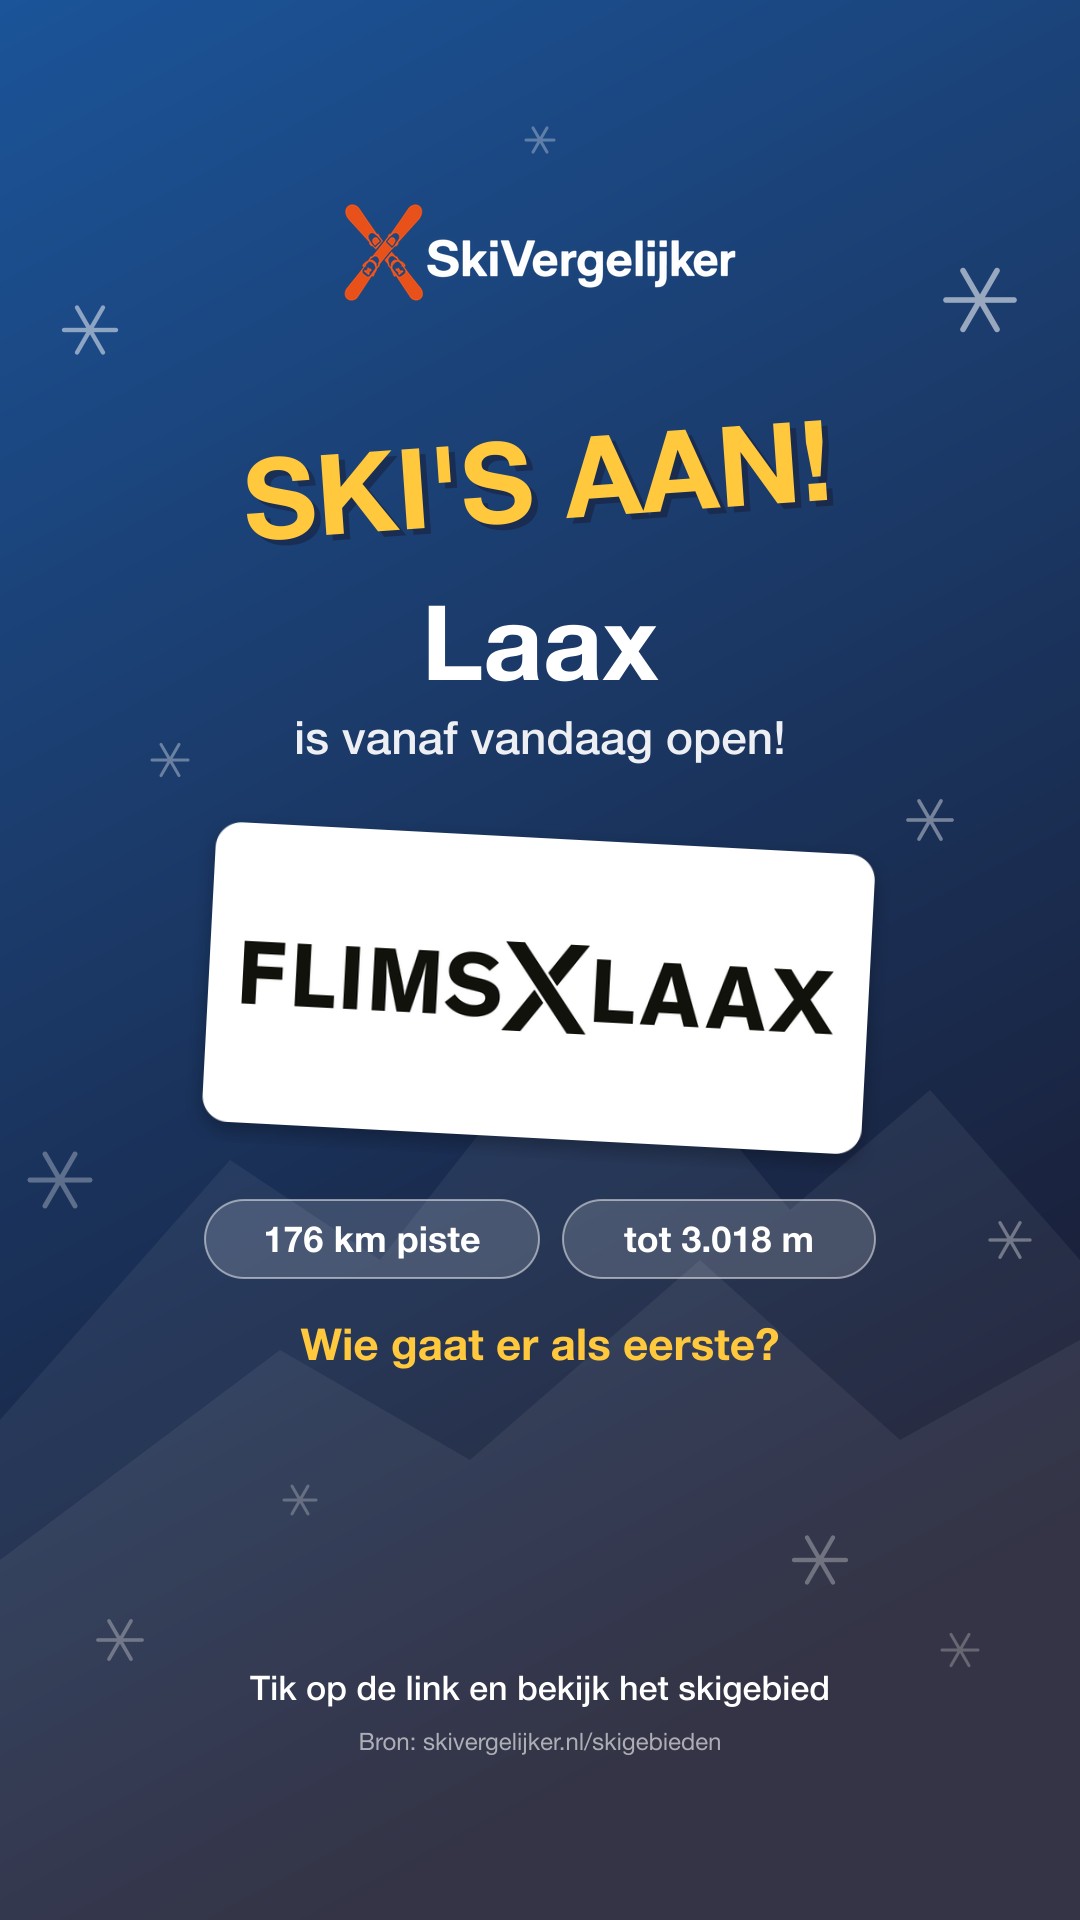 SkiVergelijker
SKI'S AAN!
Laax
is vanaf vandaag open!
FLIMSXLAAX
176 km piste
tot 3.018 m
Wie gaat er als eerste?
Tik op de link en bekijk het skigebied
Bron: skivergelijker.nl/skigebieden